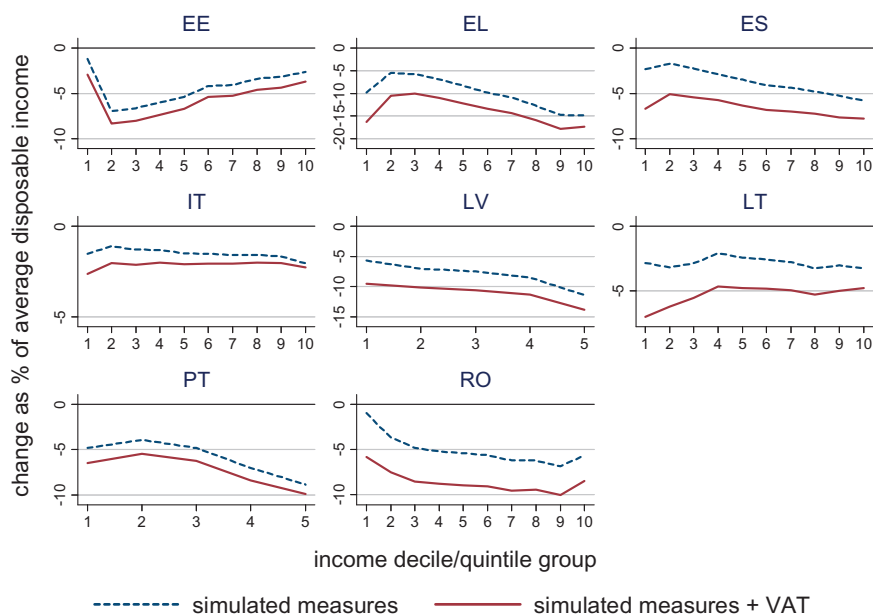 change as % of average disposable income
EE
0
-5
-10
1 2 3 4 5 6 7 8 9 10
EL
0
-5
-10
-15
-20
1 2 3 4 5 6 7 8 9 10
ES
0
-5
-10
1 2 3 4 5 6 7 8 9 10
IT
0
-5
1 2 3 4 5 6 7 8 9 10
LV
0
-5
-10
-15
1 2 3 4 5
LT
0
-5
1 2 3 4 5 6 7 8 9 10
PT
0
-5
-10
1 2 3 4 5
RO
0
-5
-10
1 2 3 4 5 6 7 8 9 10
income decile/quintile group
simulated measures simulated measures + VAT